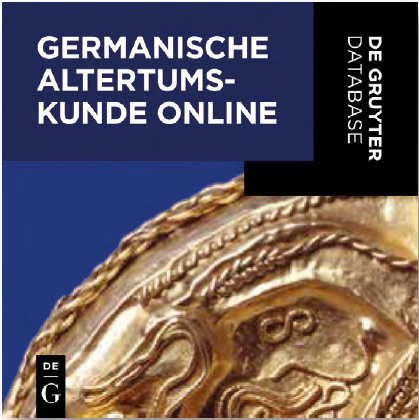 GERMANISCHE
ALTERTUMS-
KUNDE ONLINE
DE GRUYTER
DATABASE
DE
G